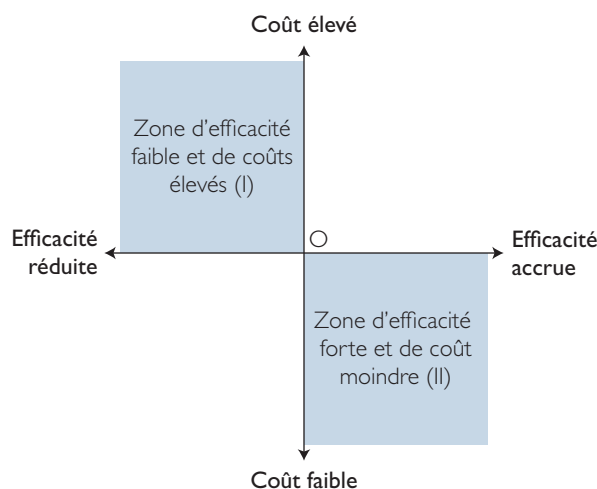 Coût élevé
Zone d'efficacité
faible et de coûts
élevés (I)
O
Efficacité
réduite
Efficacité
accrue
Zone d'efficacité
forte et de coût
moindre (II)
Coût faible